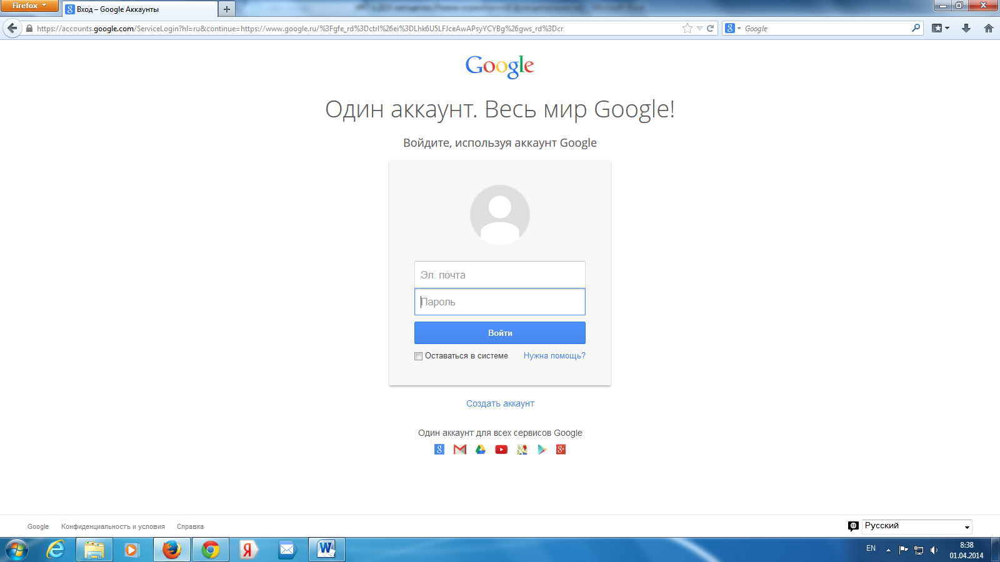 Firefox
Вход – Google Аккаунты
https://accounts.google.com/ServiceLogin?hl=ru&continue=https://www.google.ru/%3Fgfe_rd%3Dctrl%26ei%3DLhk6U5LFJceAwAPsyYCYBg%26gws_rd%3Dcr
Google
Google
Один аккаунт. Весь мир Google!
Войдите, используя аккаунт Google
Эл. почта
Пароль
Войти
Оставаться в системе Нужна помощь?
Создать аккаунт
Один аккаунт для всех сервисов Google
Google Конфиденциальность и условия Справка
Русский
EN
8:38
01.04.2014